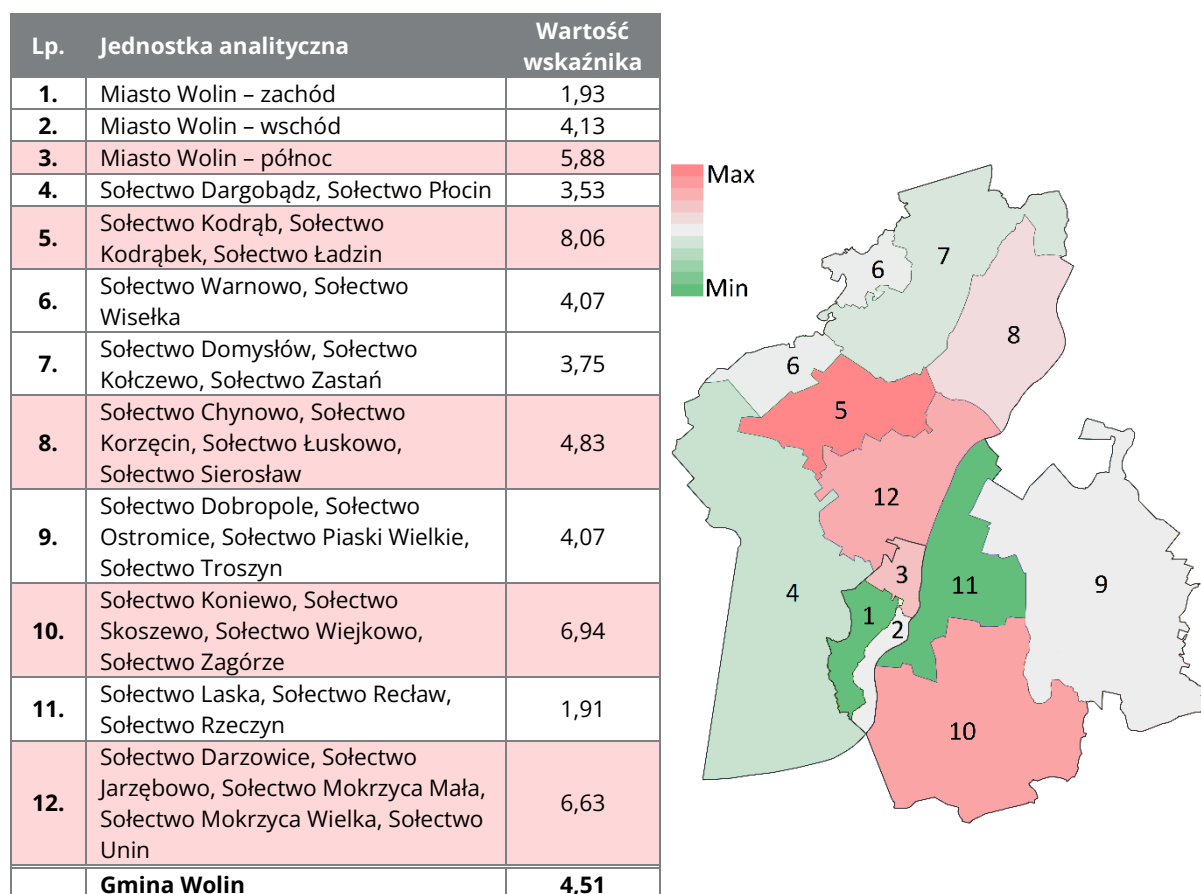 Lp. Jednostka analityczna Wartość
wskaźnika
1. Miasto Wolin – zachód 1,93
2. Miasto Wolin – wschód 4,13
3. Miasto Wolin – północ 5,88
4. Sołectwo Dargobądz, Sołectwo Płocin 3,53
5. Sołectwo Kodrąb, Sołectwo
Kodrąbek, Sołectwo Ładzin 8,06
6. Sołectwo Warnowo, Sołectwo
Wisełka 4,07
7. Sołectwo Domysłów, Sołectwo
Kołczewo, Sołectwo Zastań 3,75
8. Sołectwo Chynowo, Sołectwo
Korzęcin, Sołectwo Łuskowo,
Sołectwo Sierosław 4,83
9. Sołectwo Dobropole, Sołectwo
Ostromice, Sołectwo Piaski Wielkie,
Sołectwo Troszyn 4,07
10. Sołectwo Koniewo, Sołectwo
Skoszewo, Sołectwo Wiejkowo,
Sołectwo Zagórze 6,94
11. Sołectwo Laska, Sołectwo Recław,
Sołectwo Rzeczyn 1,91
12. Sołectwo Darzowice, Sołectwo
Jarzębowo, Sołectwo Mokrzyca Mała,
Sołectwo Mokrzyca Wielka, Sołectwo
Unin 6,63
Gmina Wolin 4,51
Max
Min
7
6
8
6
5
12
3
11
9
4
1
2
10